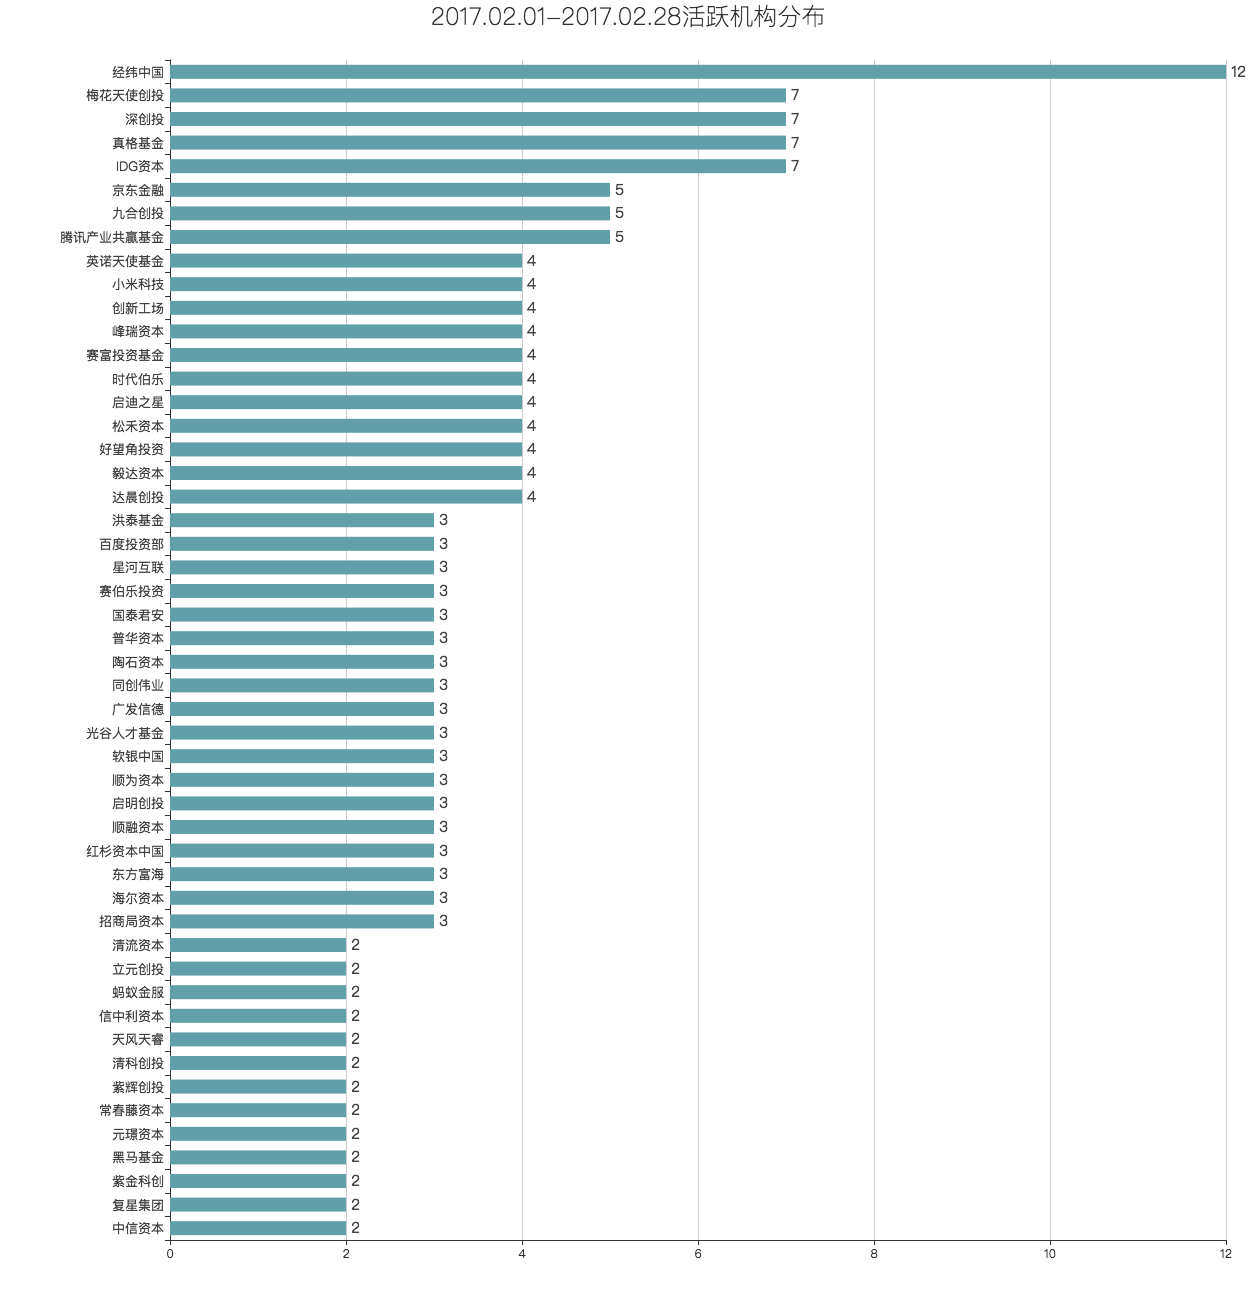 2017.02.01-2017.02.28活跃机构分布
经纬中国 12
梅花天使创投 7
深创投 7
真格基金 7
IDG资本 7
京东金融 5
九合创投 5
腾讯产业共赢基金 5
英诺天使基金 4
小米科技 4
创新工场 4
峰瑞资本 4
赛富投资基金 4
时代伯乐 4
启迪之星 4
松禾资本 4
好望角投资 4
毅达资本 4
达晨创投 4
洪泰基金 3
百度投资部 3
星河互联 3
赛伯乐投资 3
国泰君安 3
普华资本 3
陶石资本 3
同创伟业 3
广发信德 3
光谷人才基金 3
软银中国 3
顺为资本 3
启明创投 3
顺融资本 3
红杉资本中国 3
东方富海 3
海尔资本 3
招商局资本 3
清流资本 2
立元创投 2
蚂蚁金服 2
信中利资本 2
天风天睿 2
清科创投 2
紫辉创投 2
常春藤资本 2
元璟资本 2
黑马基金 2
紫金科创 2
复星集团 2
中信资本 2
0 2 4 6 8 10 12